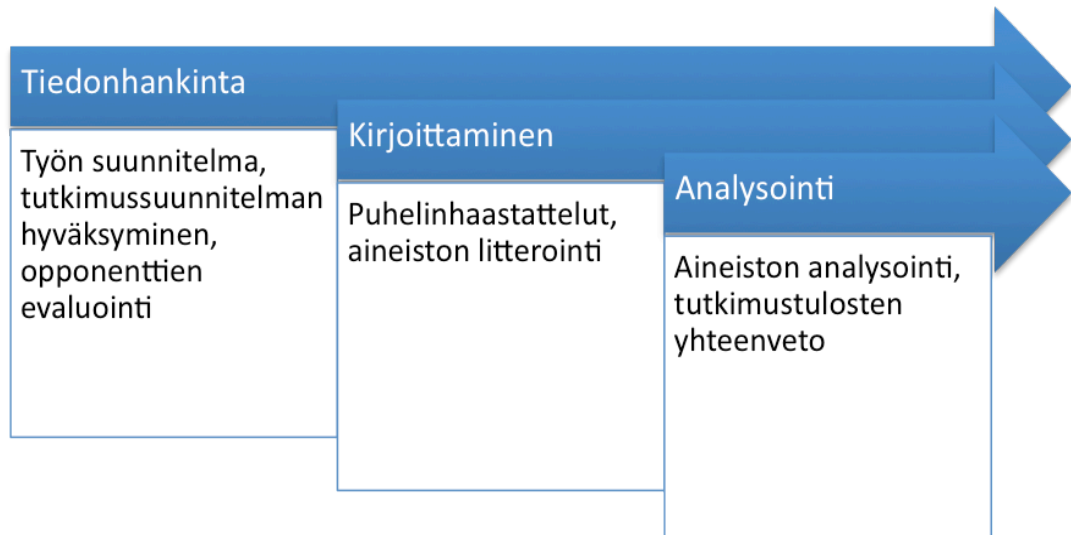 Tiedonhankinta
Työn suunnitelma,
tutkimussuunnitelman
hyväksyminen,
opponenttien
evaluointi
Kirjoittaminen
Puhelinhaastattelut,
aineiston litterointi
Analysointi
Aineiston analysointi,
tutkimustulosten
yhteenveto